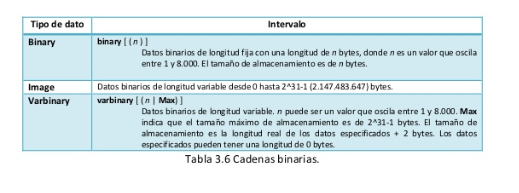 Tipo de dato Intervalo
Binary binary [ ( n ) ]
Datos binarios de longitud fija con una longitud de n bytes, donde n es un valor que oscila
entre 1 y 8.000. El tamaño de almacenamiento es de n bytes.
Image Datos binarios de longitud variable desde 0 hasta 2^31-1 (2.147.483.647) bytes.
Varbinary varbinary [ ( n | Max) ]
Datos binarios de longitud variable. n puede ser un valor que oscila entre 1 y 8.000. Max
indica que el tamaño máximo de almacenamiento es de 2^31-1 bytes. El tamaño de
almacenamiento es la longitud real de los datos especificados + 2 bytes. Los datos
especificados pueden tener una longitud de 0 bytes.
Tabla 3.6 Cadenas binarias.